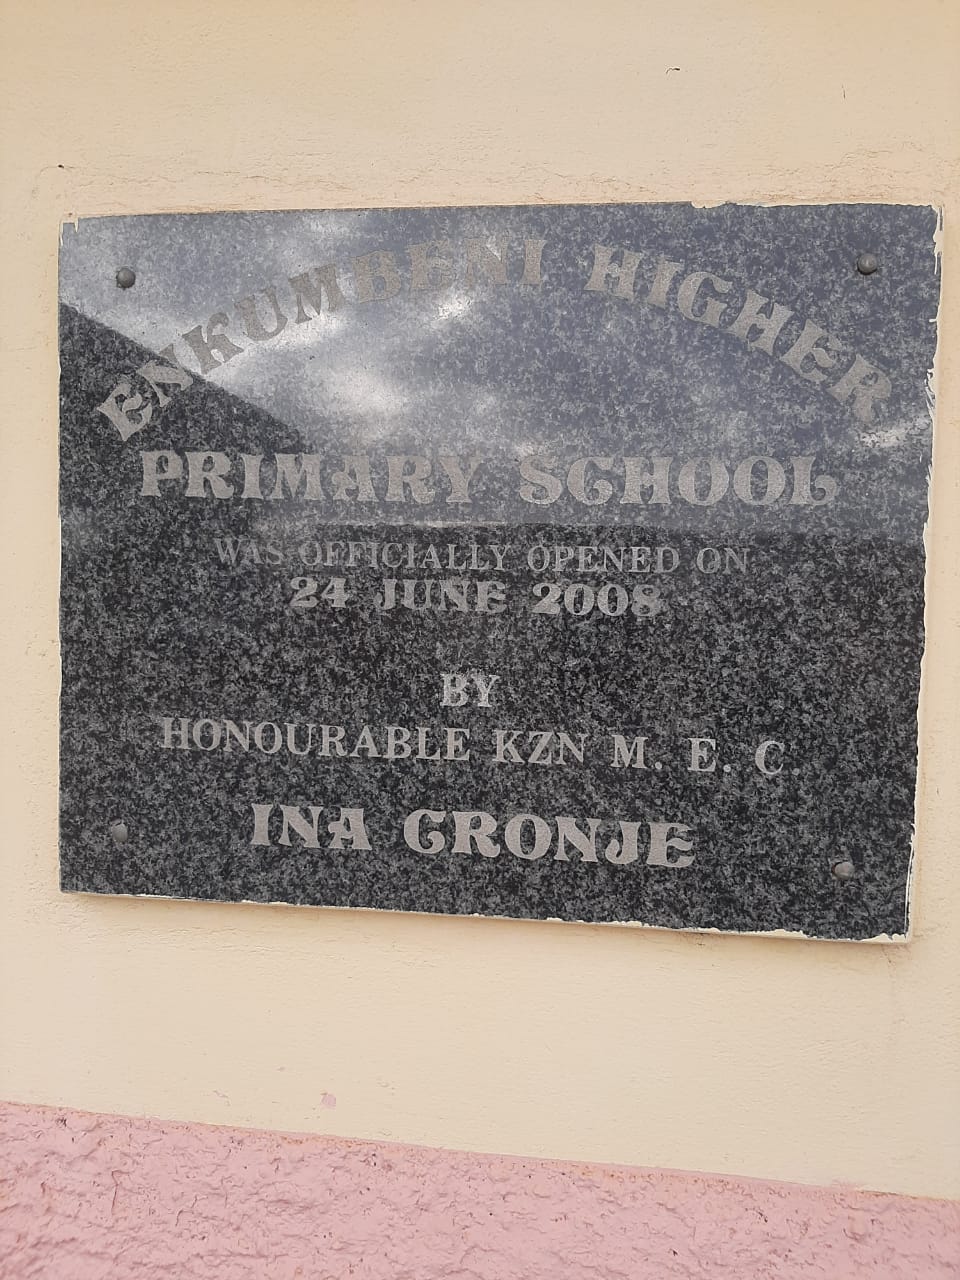 ENKUMBENI HIGHER
PRIMARY SCHOOL
WAS OFFICIALLY OPENED ON
24 JUNE 2008
BY
HONOURABLE KZN M. E. C.
INA CRONJE